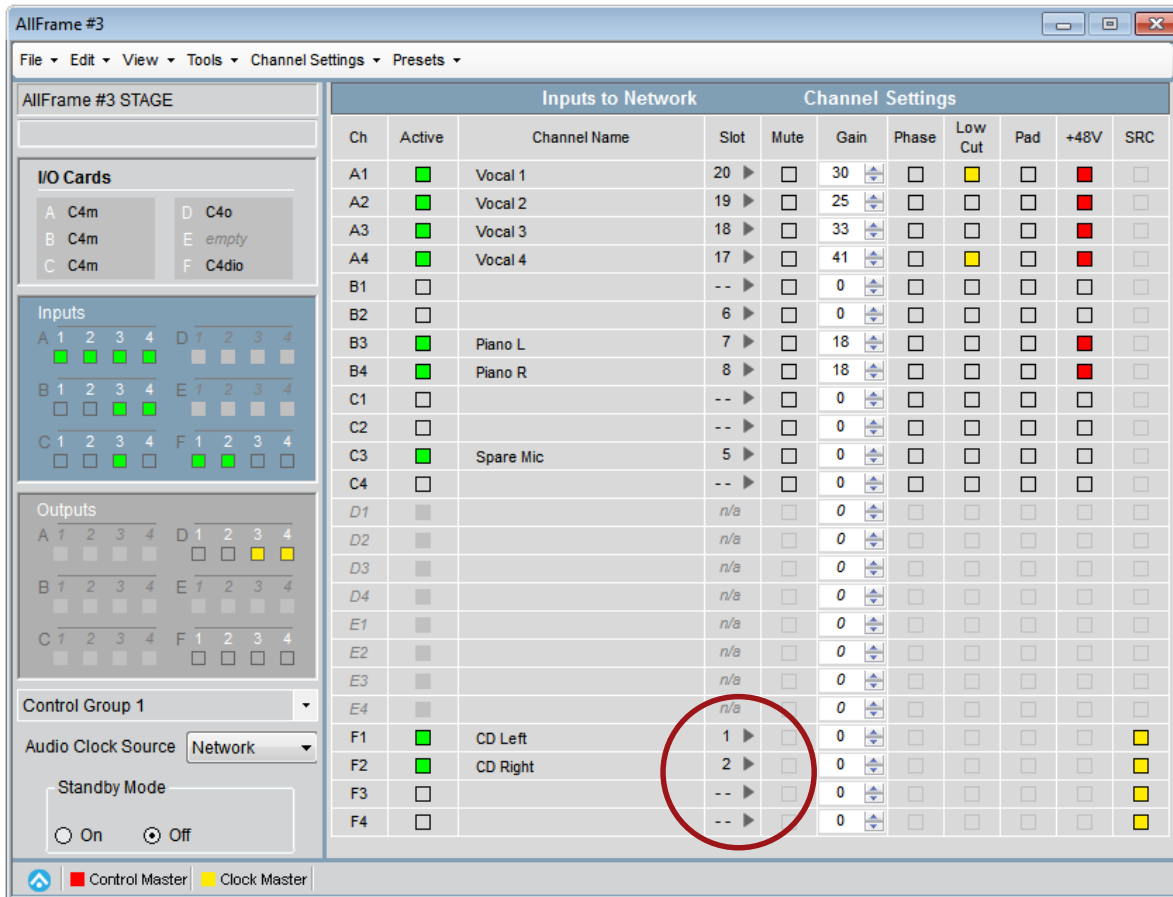 AllFrame #3
File Edit View Tools Channel Settings Presets
AllFrame #3 STAGE
I/O Cards
A C4m D C4o
B C4m E empty
C C4m F C4dio
Inputs
A 1 2 3 4 D 1 2 3 4
B 1 2 3 4 E 1 2 3 4
C 1 2 3 4 F 1 2 3 4
Outputs
A 1 2 3 4 D 1 2 3 4
B 1 2 3 4 E 1 2 3 4
C 1 2 3 4 F 1 2 3 4
Control Group 1
Audio Clock Source Network
Standby Mode
On Off
Inputs to Network Channel Settings
Ch Active Channel Name Slot Mute Gain Phase Low Cut Pad +48V SRC
A1 Vocal 1 20 30
A2 Vocal 2 19 25
A3 Vocal 3 18 33
A4 Vocal 4 17 41
B1 -- 0
B2 6 0
B3 Piano L 7 18
B4 Piano R 8 18
C1 -- 0
C2 -- 0
C3 Spare Mic 5 0
C4 -- 0
D1 n/a 0
D2 n/a 0
D3 n/a 0
D4 n/a 0
E1 n/a 0
E2 n/a 0
E3 n/a 0
E4 n/a 0
F1 CD Left 1 0
F2 CD Right 2 0
F3 -- 0
F4 -- 0
Control Master Clock Master